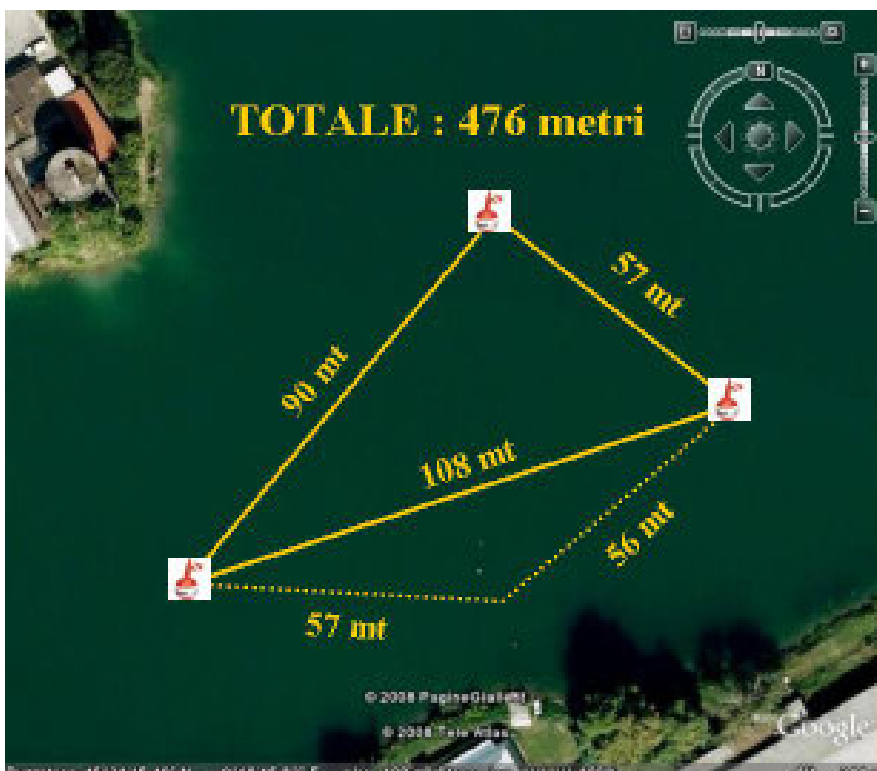 N
TOTALE : 476 metri
57 mt
90 mt
108 mt
56 mt
57 mt
© 2008 PagineGialle®
© 2008 Tele Atlas
Google